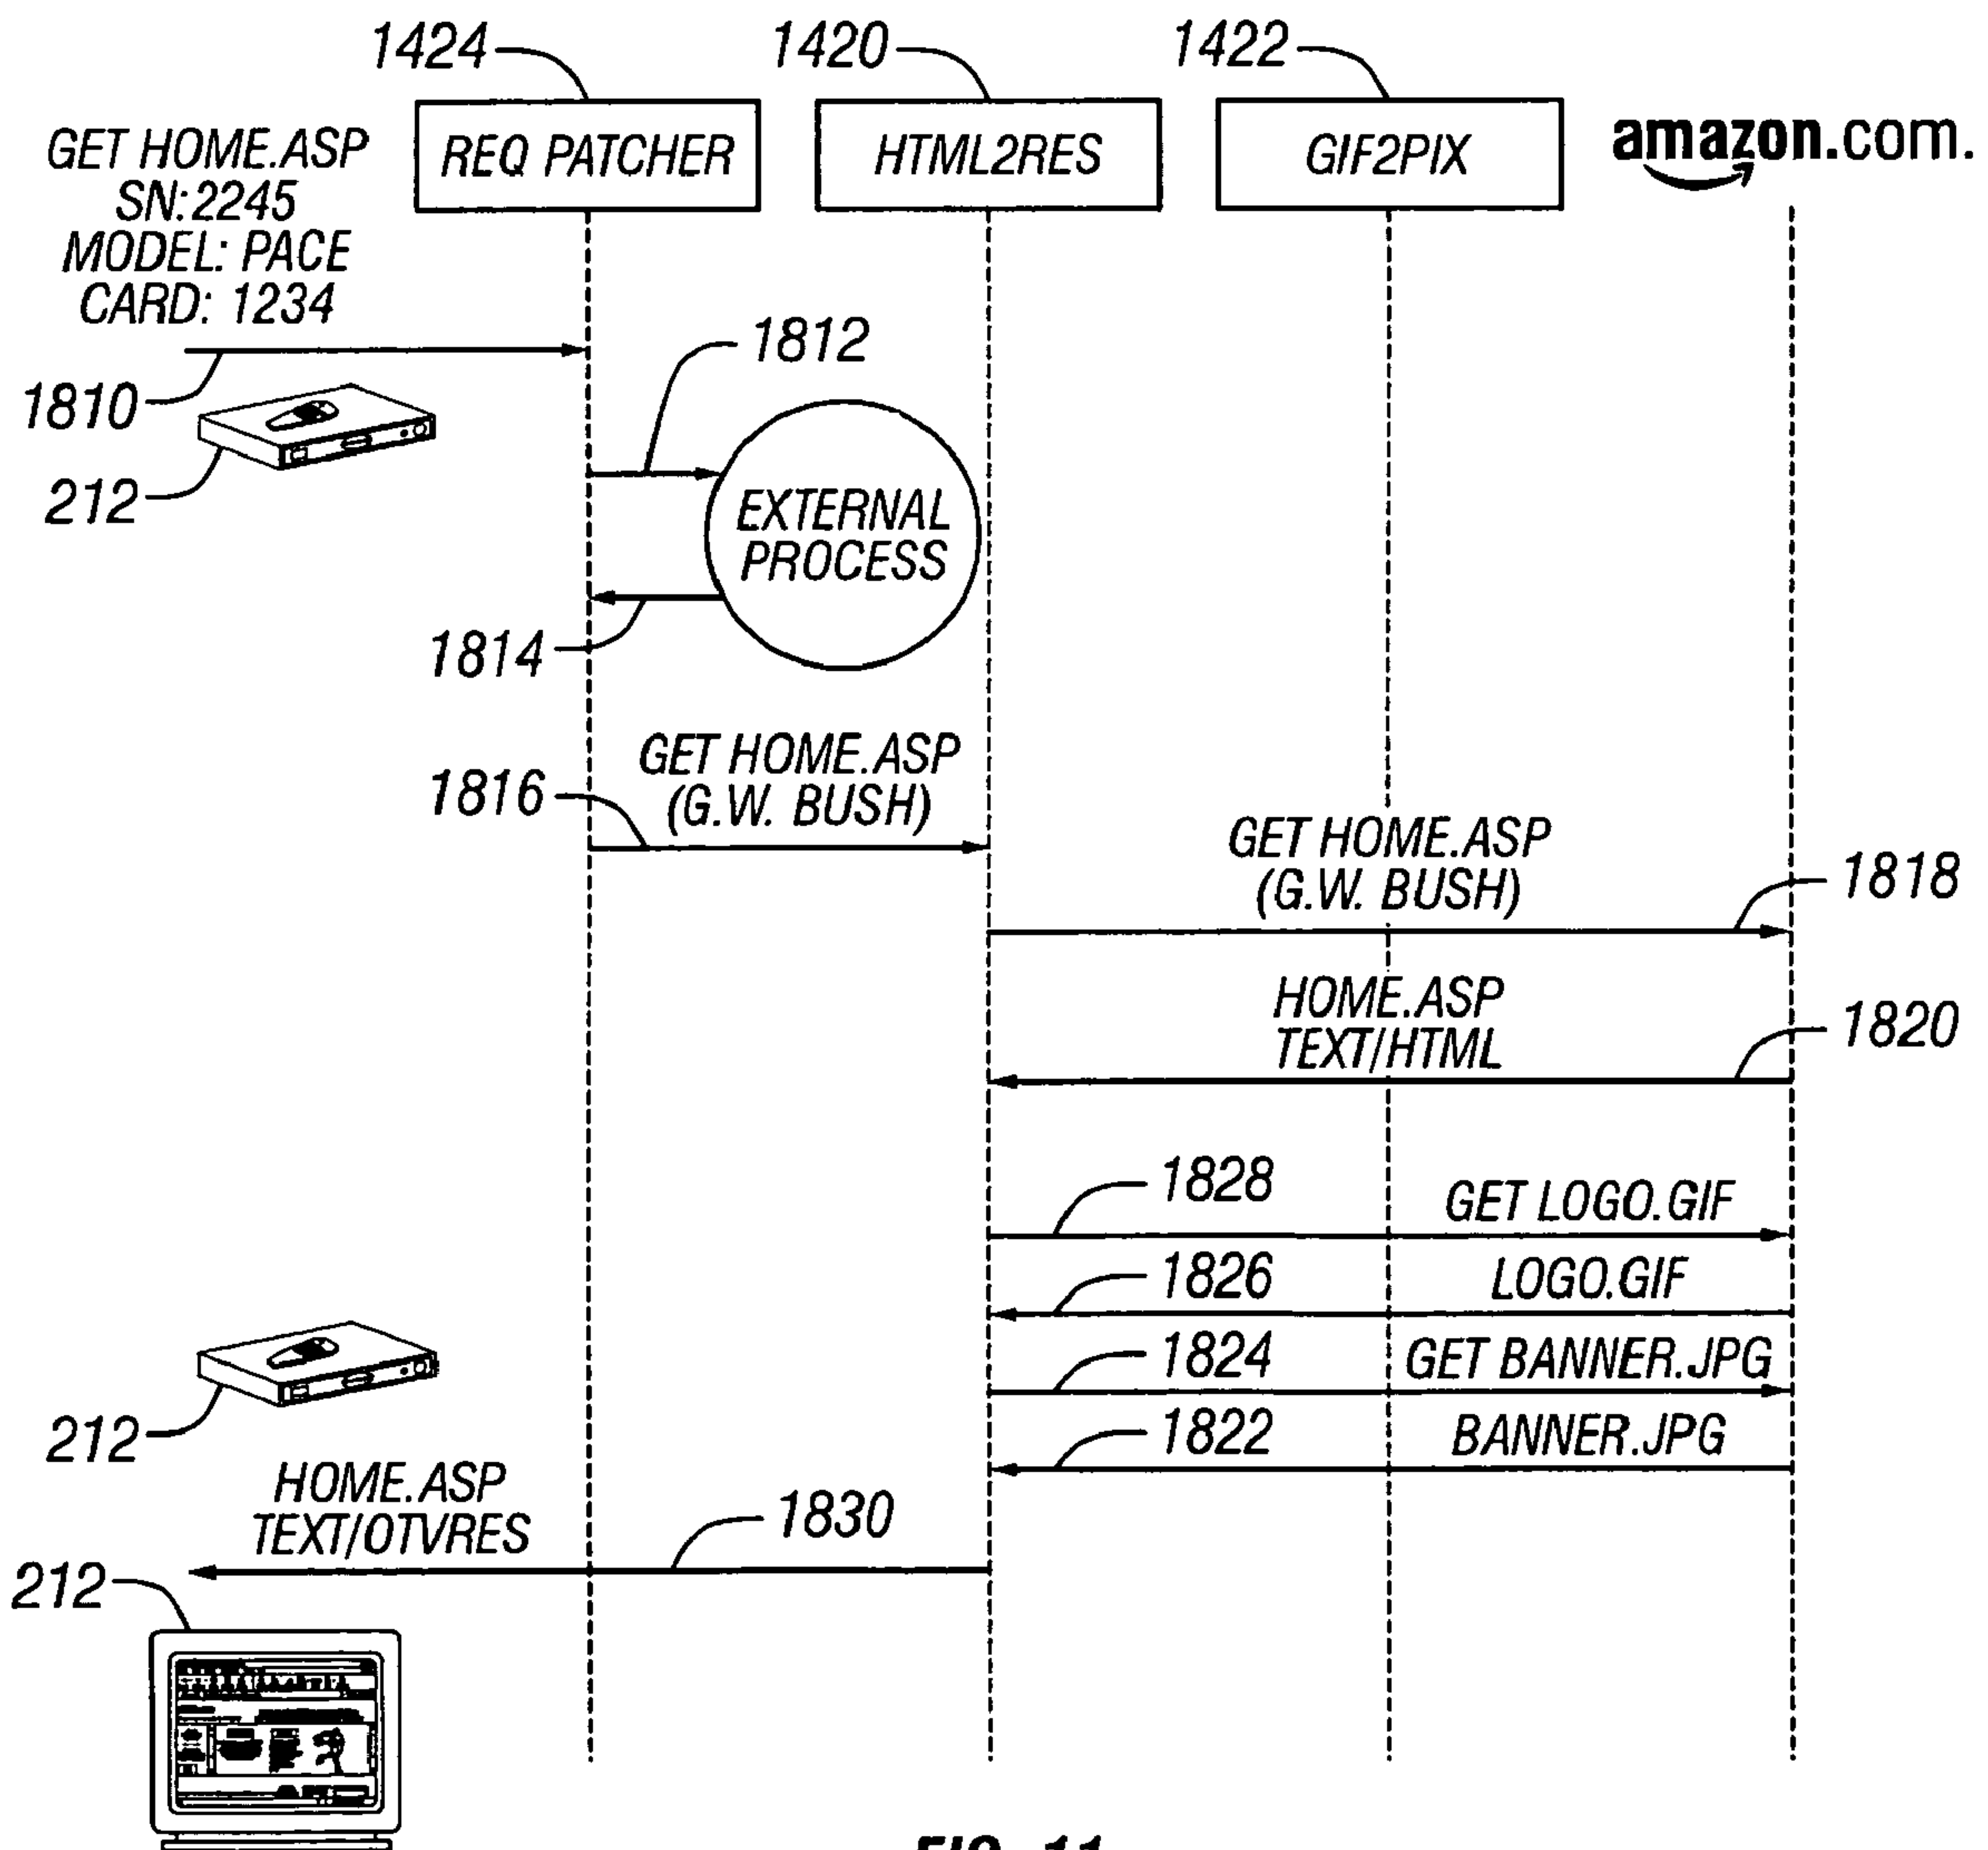 1424
1420
1422
GET HOME.ASP
SN:2245
MODEL: PACE
CARD: 1234
REQ PATCHER
HTML2RES
GIF2PIX
amazon.com.
1810
212
1812
EXTERNAL
PROCESS
1814
1816
GET HOME.ASP
(G.W. BUSH)
GET HOME.ASP
(G.W. BUSH)
1818
HOME.ASP
TEXT/HTML
1820
1828
GET LOGO.GIF
1826
LOGO.GIF
1824
GET BANNER.JPG
1822
BANNER.JPG
212
HOME.ASP
TEXT/OTVRES
1830
212
FIG. 11